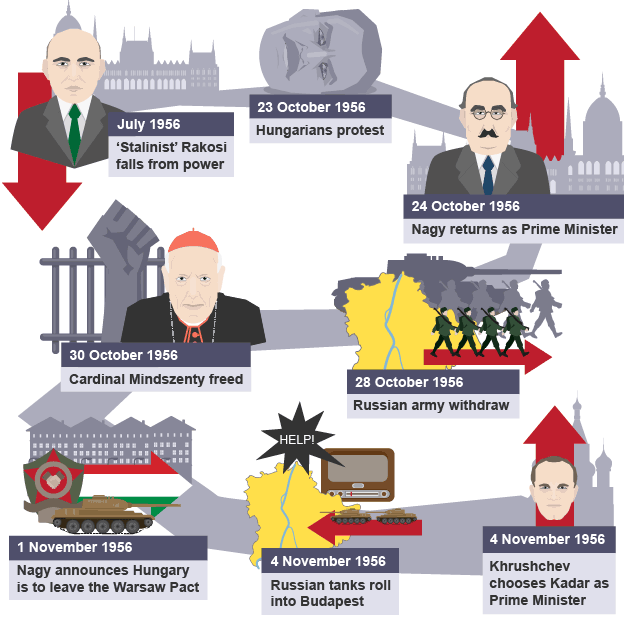 July 1956
‘Stalinist’ Rakosi
falls from power
23 October 1956
Hungarians protest
24 October 1956
Nagy returns as Prime Minister
28 October 1956
Russian army withdraw
30 October 1956
Cardinal Mindszenty freed
1 November 1956
Nagy announces Hungary
is to leave the Warsaw Pact
HELP!
4 November 1956
Russian tanks roll
into Budapest
4 November 1956
Khrushchev
chooses Kadar as
Prime Minister